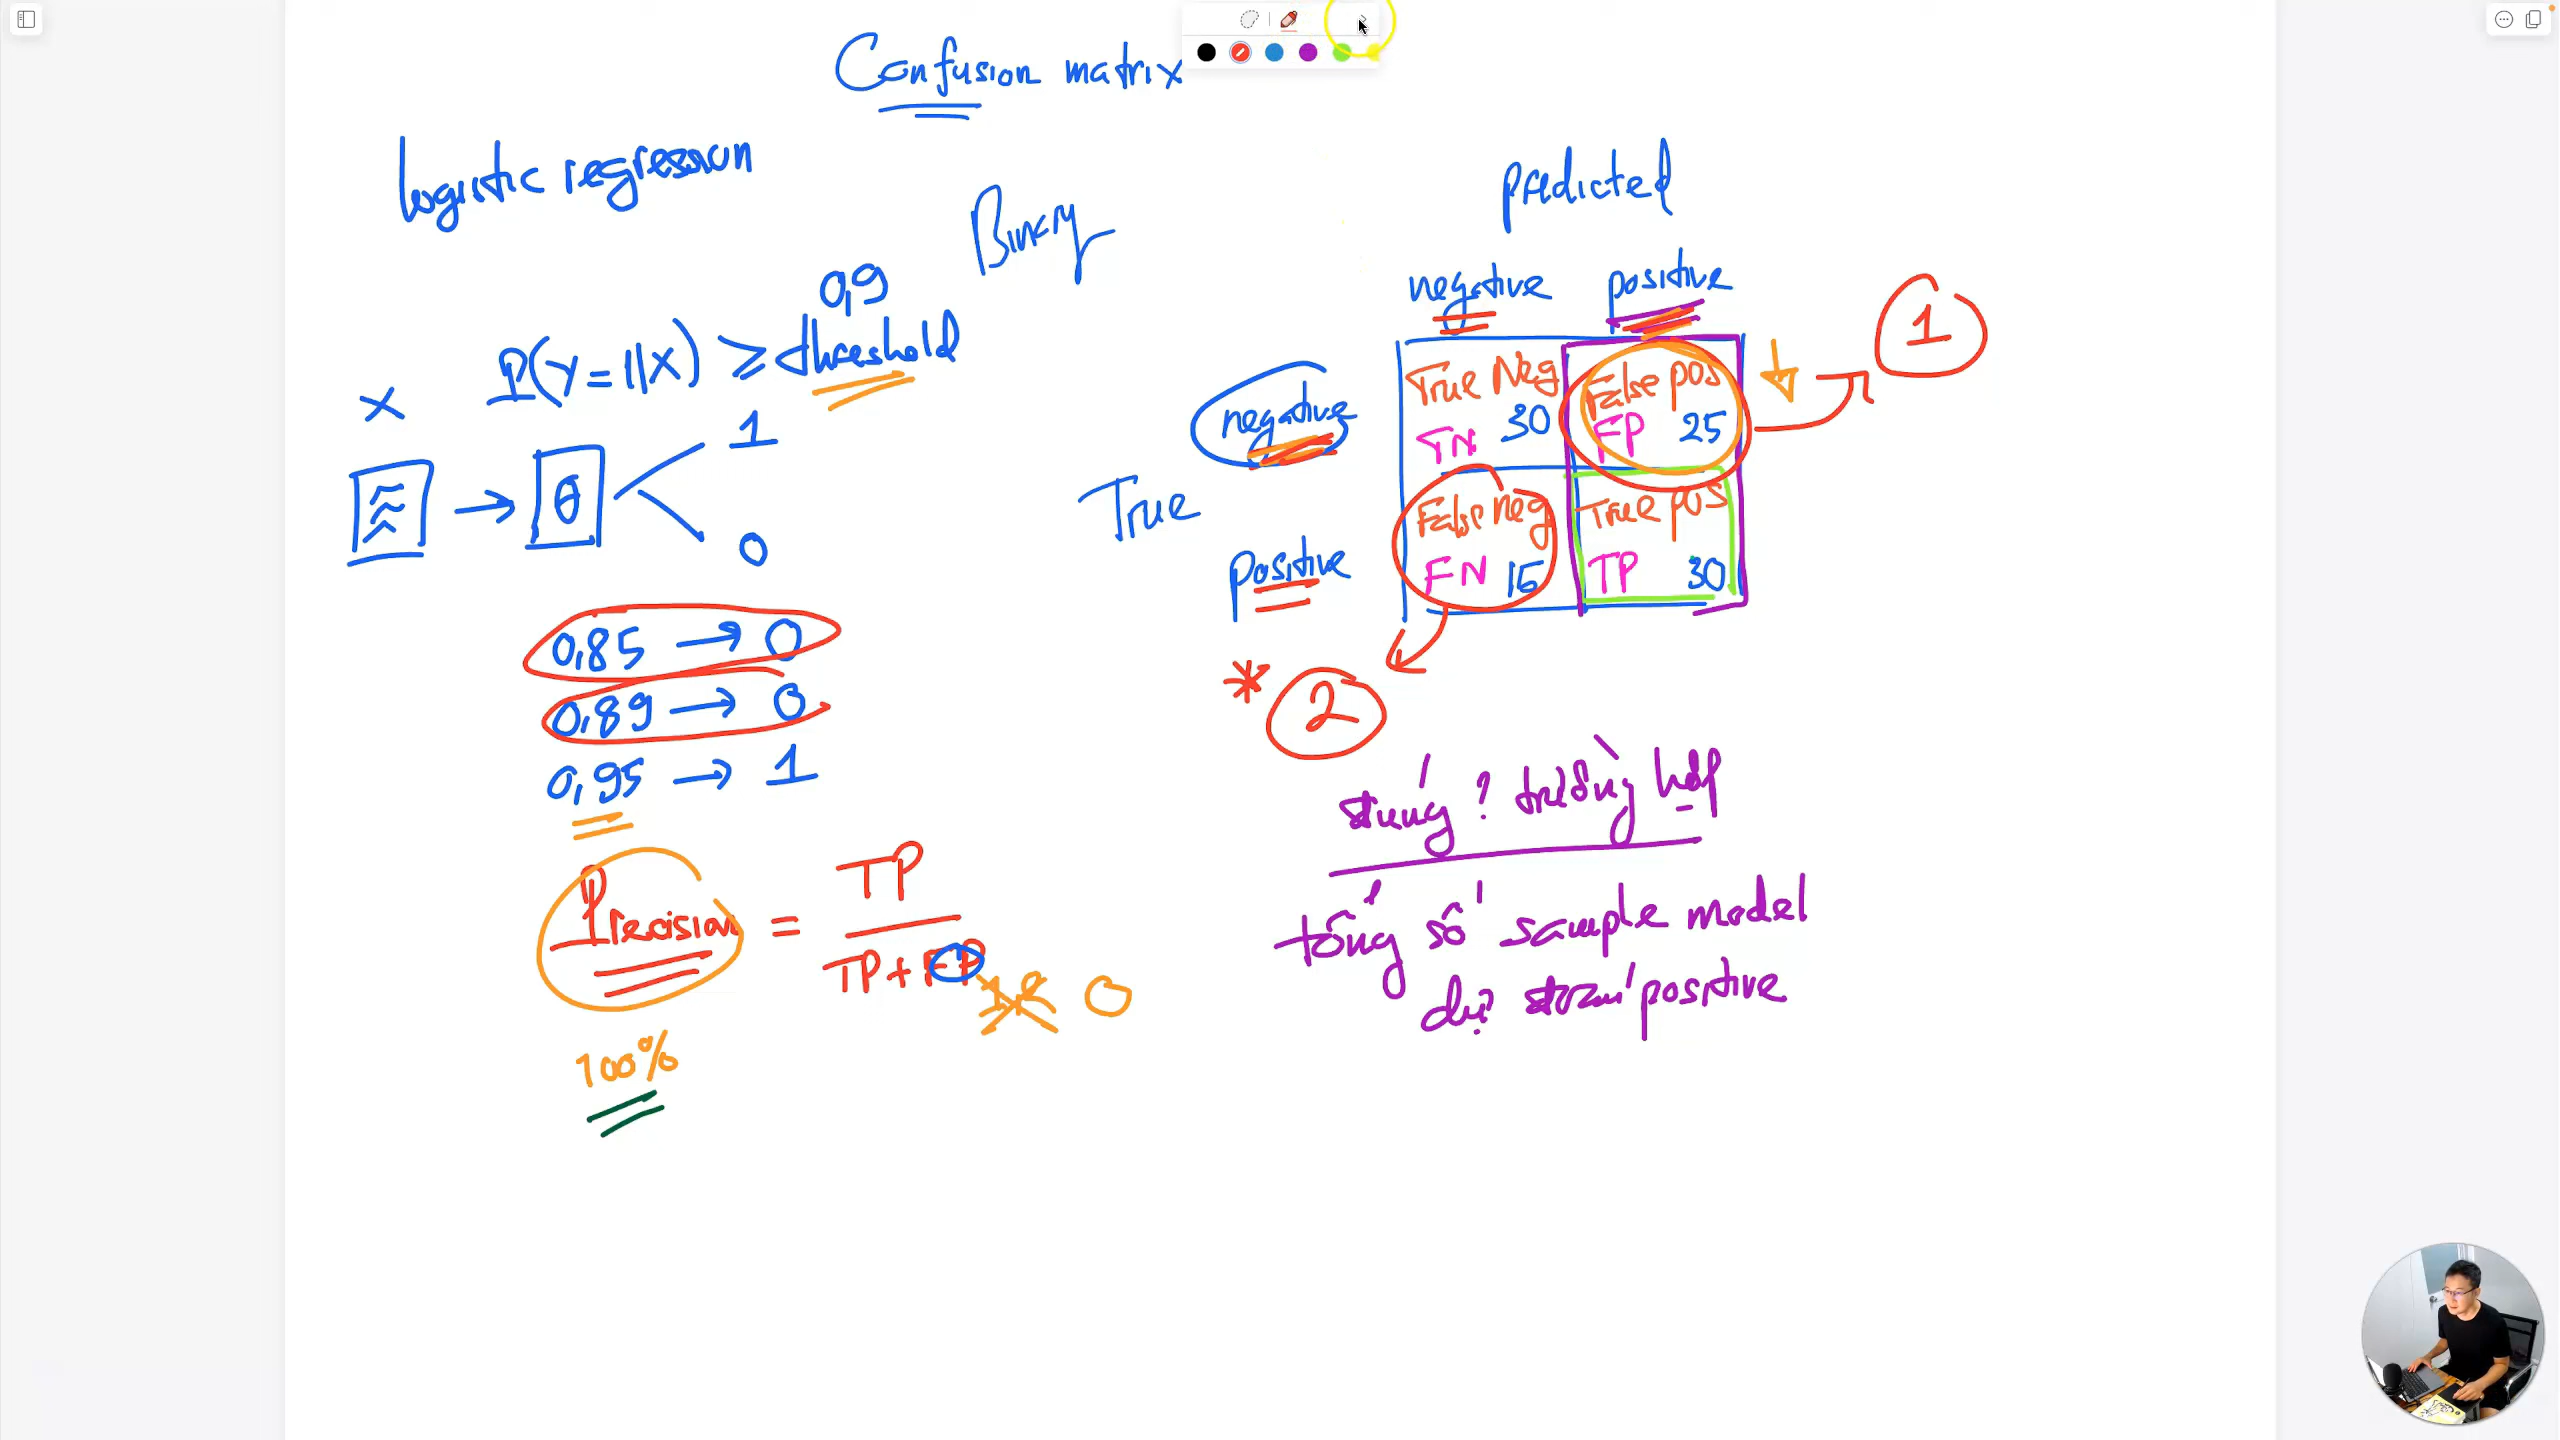 Confusion matrix
logistic regression
Binary
0,9
P(Y=1|X) ≥ threshold
X
θ
1
0
0,85 → 0
0,89 → 0
0,95 → 1
Precision = TP
TP + FP
0
100%
predicted
negative positive
True
negative
positive
True Neg
TN 30
False pos
FP 25
False neg
FN 15
True pos
TP 30
1
* 2
đúng ? trường hợp
tổng số sample model
dự đoán positive